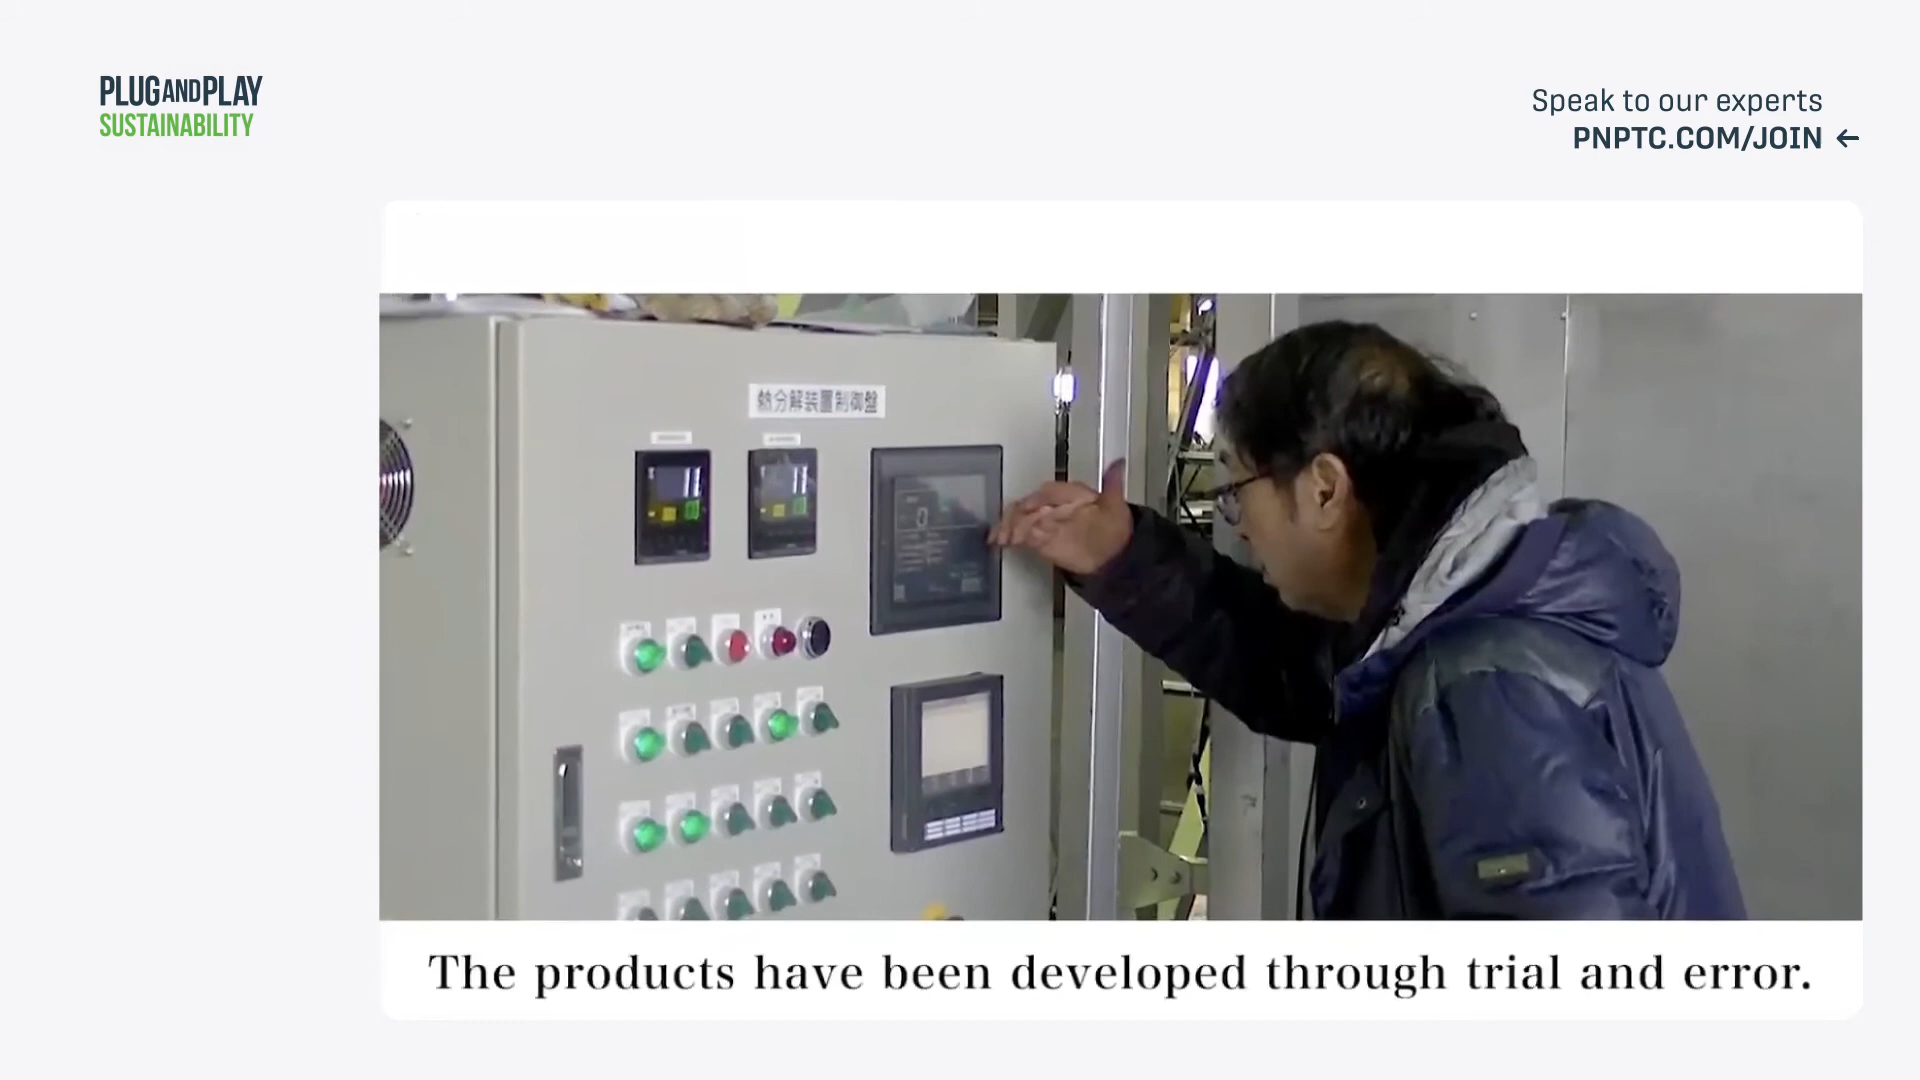 PLUGANDPLAY
SUSTAINABILITY
Speak to our experts
PNPTC.COM/JOIN ←
熱分解装置制御盤
The products have been developed through trial and error.